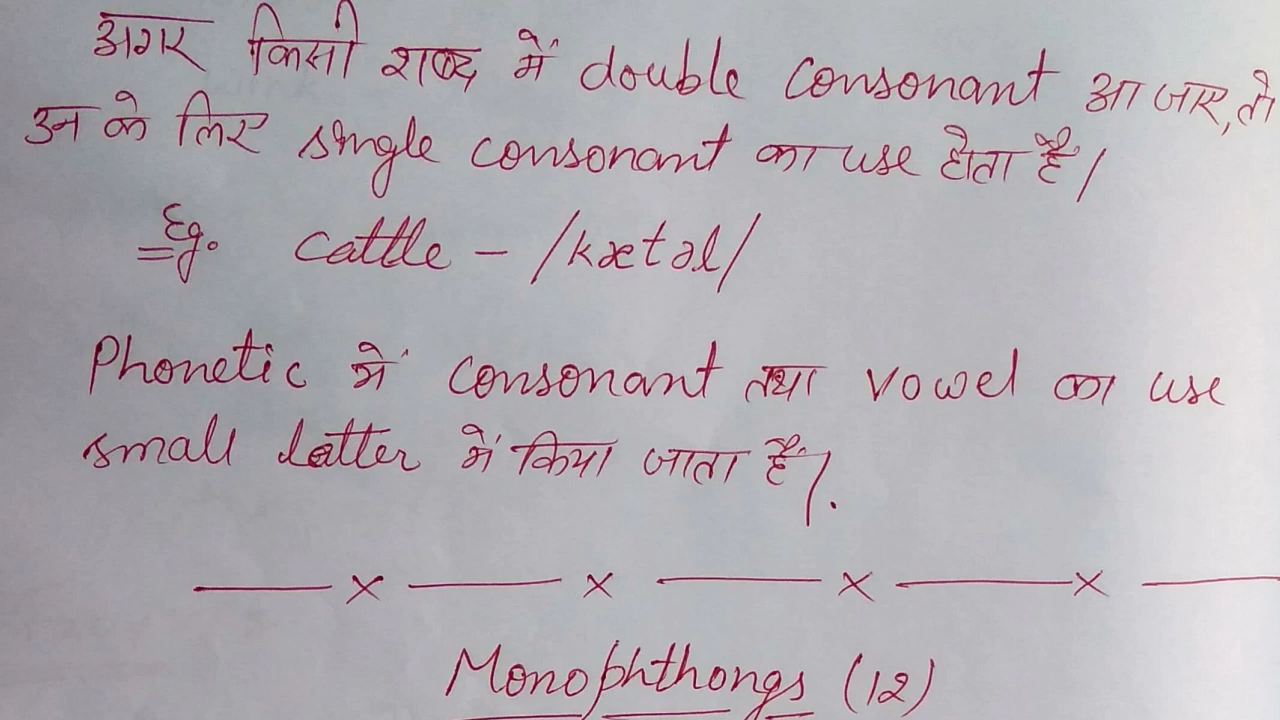 अगर किसी शब्द में double consonant आ जाए, तो
उन के लिए single consonant का use होता है।
Eg. Cattle - /kætəl/
Phonetic में consonant तथा vowel का use
small latter में किया जाता है।.
—— × —— × —— × —— × ——
Monophthongs (12)